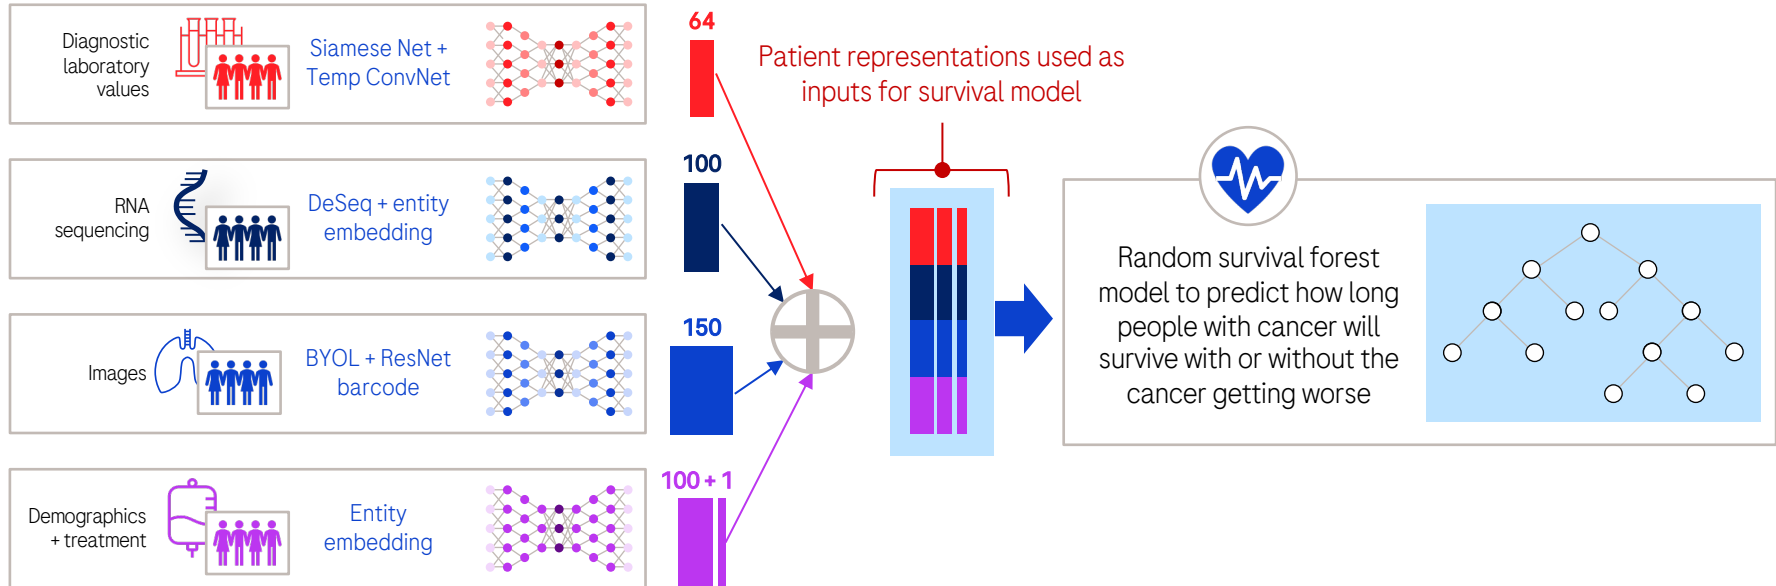 Diagnostic
laboratory
values
Siamese Net +
Temp ConvNet
64
RNA
sequencing
DeSeq + entity
embedding
100
Images
BYOL + ResNet
barcode
150
Demographics
+ treatment
Entity
embedding
100 + 1
Patient representations used as
inputs for survival model
Random survival forest
model to predict how long
people with cancer will
survive with or without the
cancer getting worse